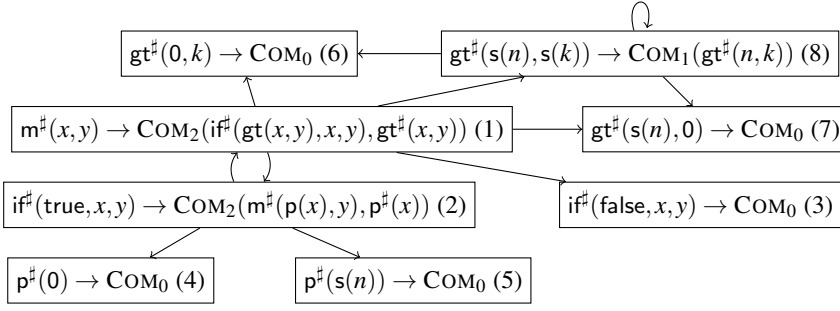 gt♯(0,k) → COM₀ (6)
gt♯(s(n),s(k)) → COM₁(gt♯(n,k)) (8)
m♯(x,y) → COM₂(if♯(gt(x,y),x,y),gt♯(x,y)) (1)
gt♯(s(n),0) → COM₀ (7)
if♯(true,x,y) → COM₂(m♯(p(x),y),p♯(x)) (2)
if♯(false,x,y) → COM₀ (3)
p♯(0) → COM₀ (4)
p♯(s(n)) → COM₀ (5)